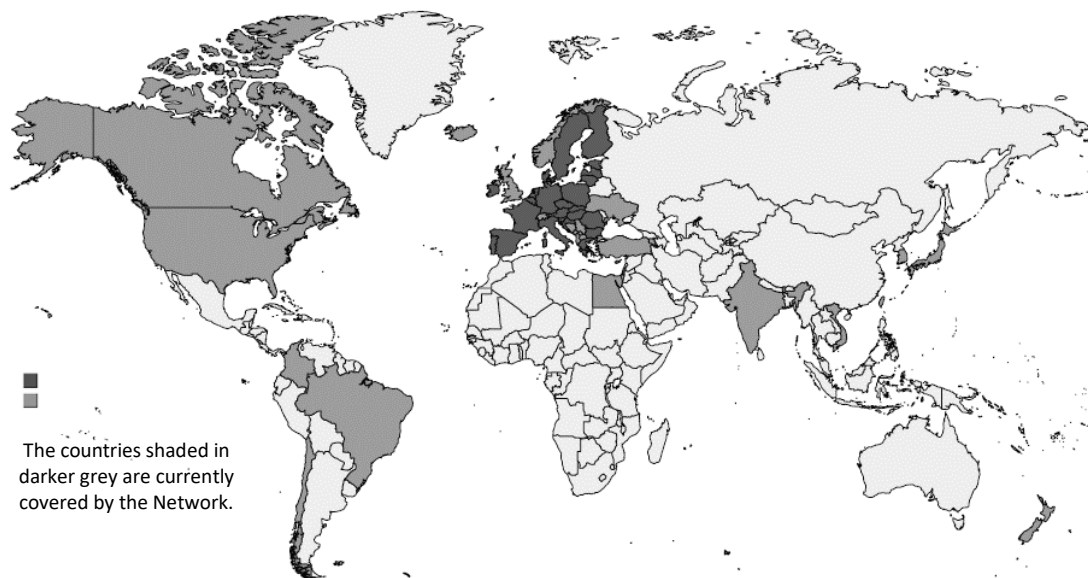 The countries shaded in
darker grey are currently
covered by the Network.